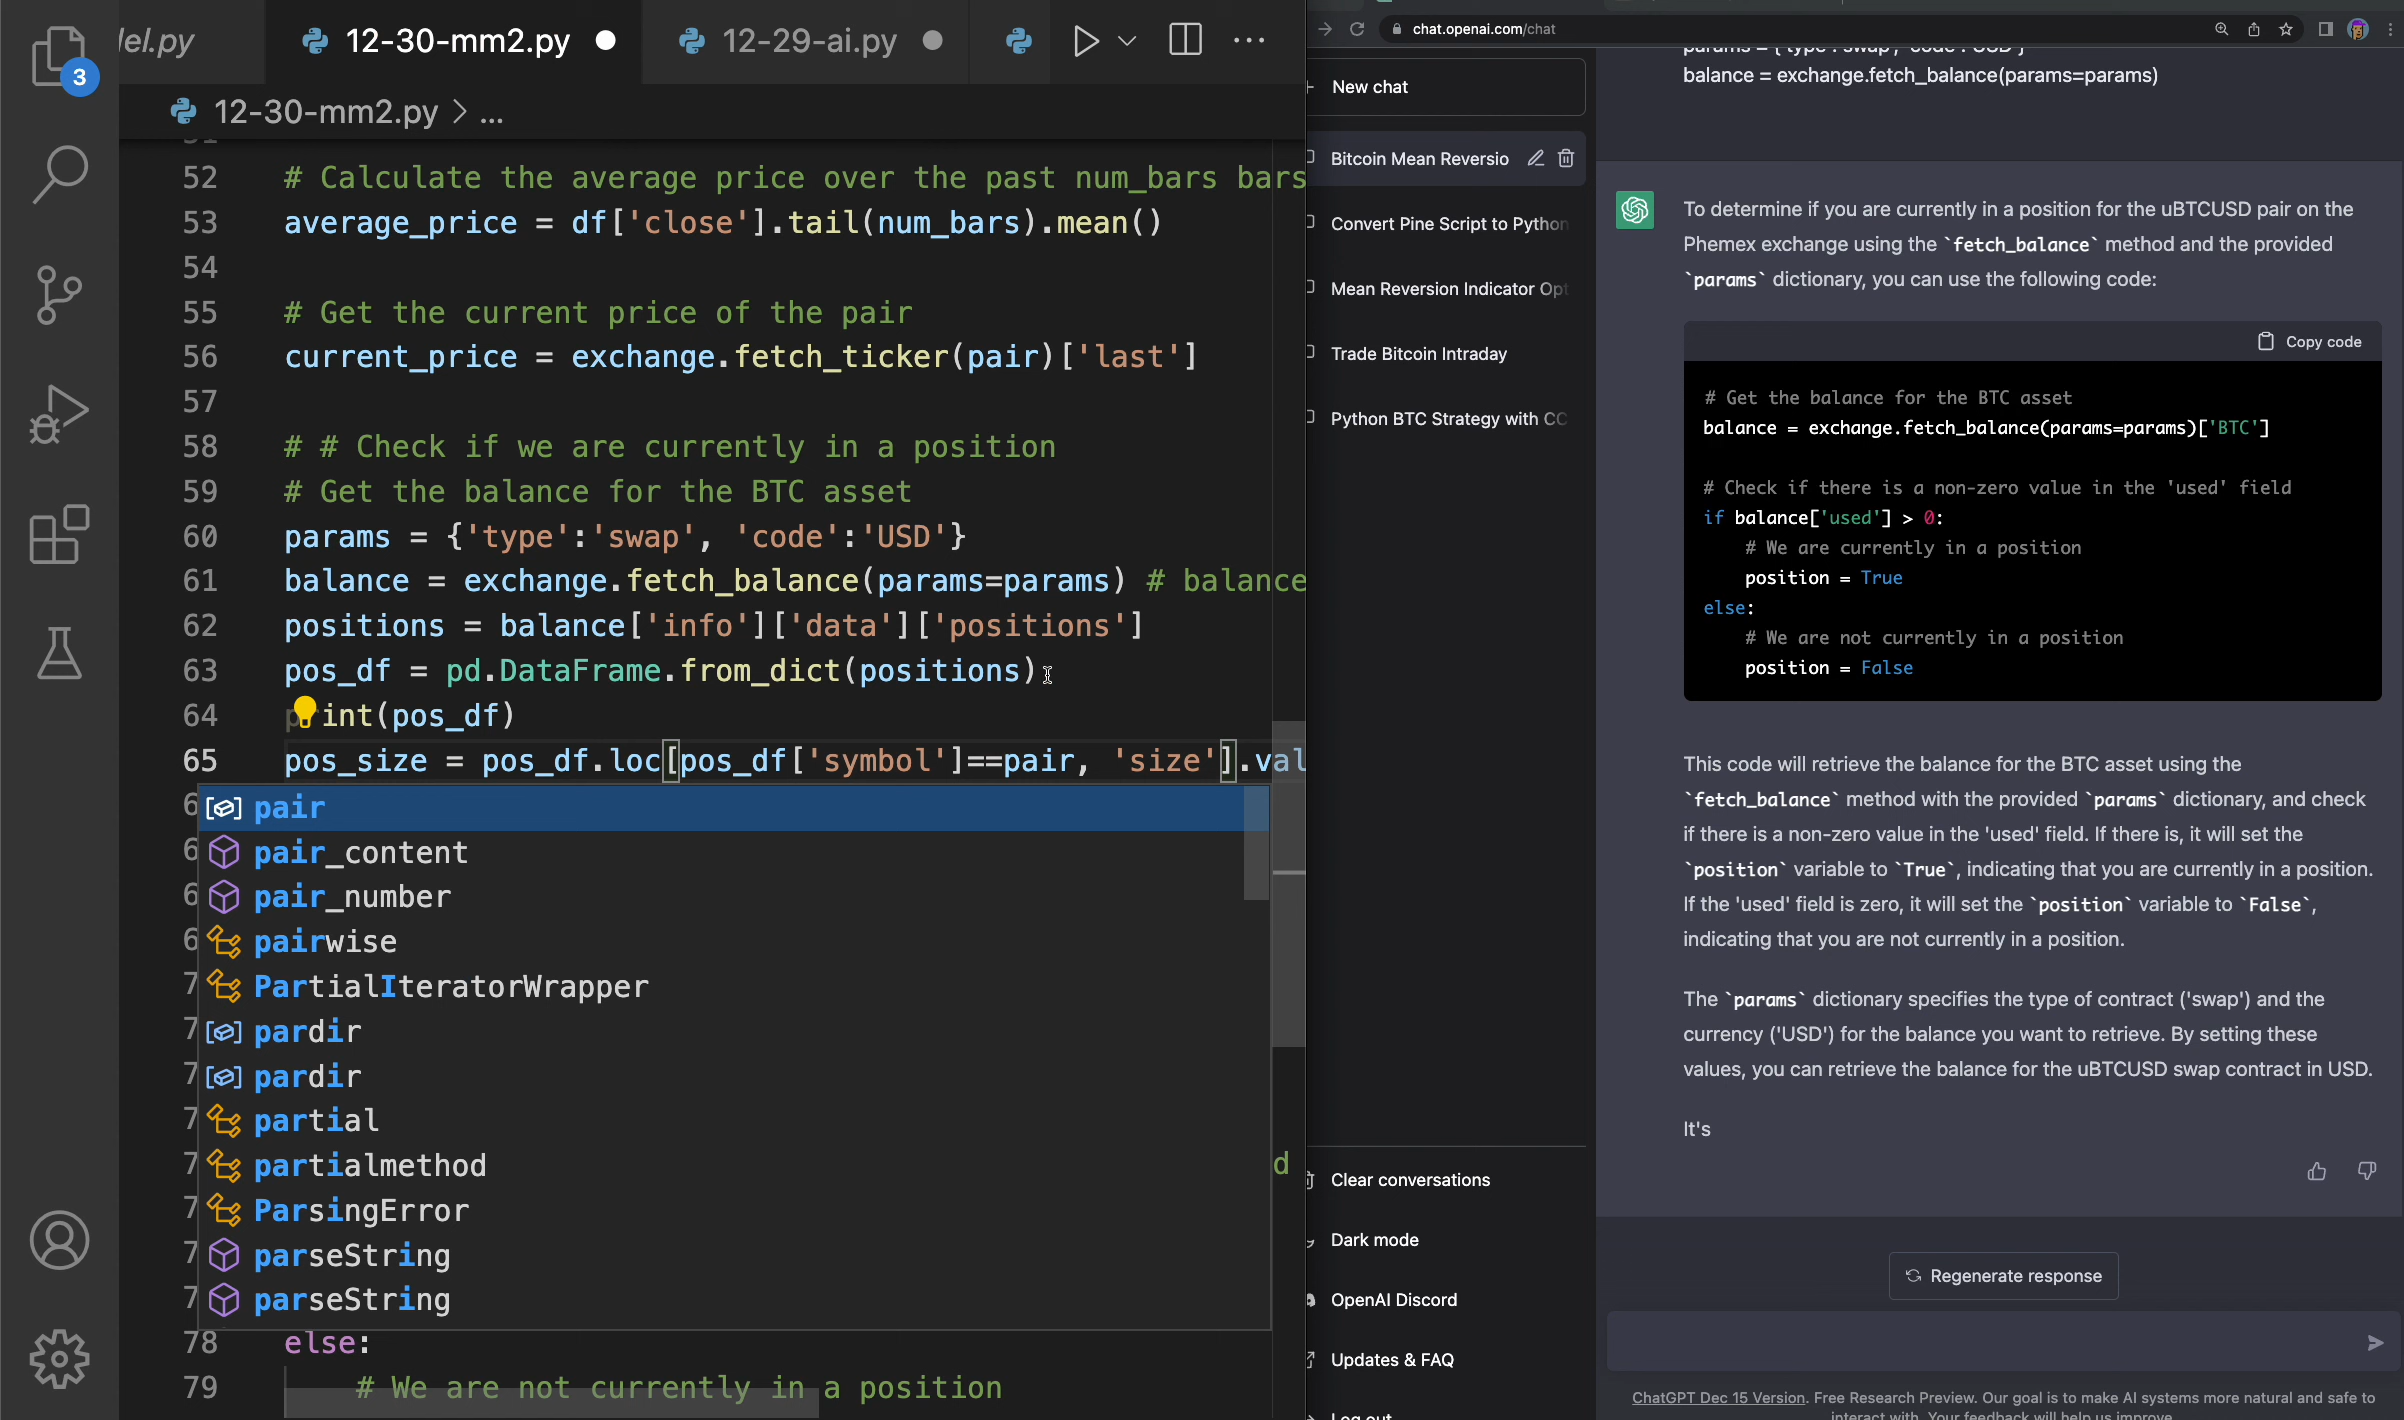 del.py
12-30-mm2.py
12-29-ai.py
3
12-30-mm2.py > ...
51
52 # Calculate the average price over the past num_bars bars
53 average_price = df['close'].tail(num_bars).mean()
54
55 # Get the current price of the pair
56 current_price = exchange.fetch_ticker(pair)['last']
57
58 # # Check if we are currently in a position
59 # Get the balance for the BTC asset
60 params = {'type':'swap', 'code':'USD'}
61 balance = exchange.fetch_balance(params=params) # balance
62 positions = balance['info']['data']['positions']
63 pos_df = pd.DataFrame.from_dict(positions)
64 print(pos_df)
65 pos_size = pos_df.loc[pos_df['symbol']==pair, 'size'].val
pair
pair_content
pair_number
pairwise
PartialIteratorWrapper
pardir
pardir
partial
partialmethod
d
ParsingError
parseString
parseString
78 else:
79 # We are not currently in a position
chat.openai.com/chat
New chat
Bitcoin Mean Reversio
Convert Pine Script to Python
Mean Reversion Indicator Opt
Trade Bitcoin Intraday
Python BTC Strategy with CC
Clear conversations
Dark mode
OpenAI Discord
Updates & FAQ
Log out
params = {'type':'swap', 'code':'USD'}
balance = exchange.fetch_balance(params=params)
To determine if you are currently in a position for the uBTCUSD pair on the
Phemex exchange using the `fetch_balance` method and the provided
`params` dictionary, you can use the following code:
Copy code
# Get the balance for the BTC asset
balance = exchange.fetch_balance(params=params)['BTC']
# Check if there is a non-zero value in the 'used' field
if balance['used'] > 0:
# We are currently in a position
position = True
else:
# We are not currently in a position
position = False
This code will retrieve the balance for the BTC asset using the
`fetch_balance` method with the provided `params` dictionary, and check
if there is a non-zero value in the 'used' field. If there is, it will set the
`position` variable to `True`, indicating that you are currently in a position.
If the 'used' field is zero, it will set the `position` variable to `False`,
indicating that you are not currently in a position.
The `params` dictionary specifies the type of contract ('swap') and the
currency ('USD') for the balance you want to retrieve. By setting these
values, you can retrieve the balance for the uBTCUSD swap contract in USD.
It's
Regenerate response
ChatGPT Dec 15 Version. Free Research Preview. Our goal is to make AI systems more natural and safe to
interact with. Your feedback will help us improve.